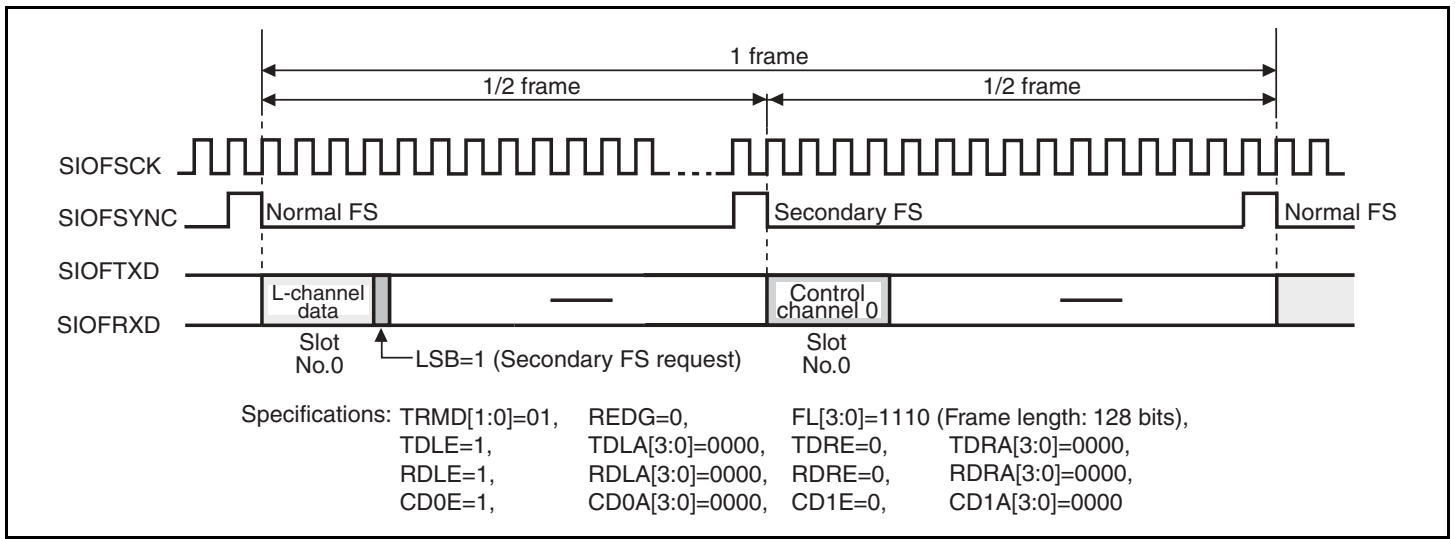 1 frame
1/2 frame 1/2 frame
SIOFSCK
SIOFSYNC Normal FS Secondary FS Normal FS
SIOFTXD
L-channel
data
Control
channel 0
SIOFRXD
Slot
No.0
LSB=1 (Secondary FS request)
Slot
No.0
Specifications: TRMD[1:0]=01, REDG=0, FL[3:0]=1110 (Frame length: 128 bits),
TDLE=1, TDLA[3:0]=0000, TDRE=0, TDRA[3:0]=0000,
RDLE=1, RDLA[3:0]=0000, RDRE=0, RDRA[3:0]=0000,
CD0E=1, CD0A[3:0]=0000, CD1E=0, CD1A[3:0]=0000